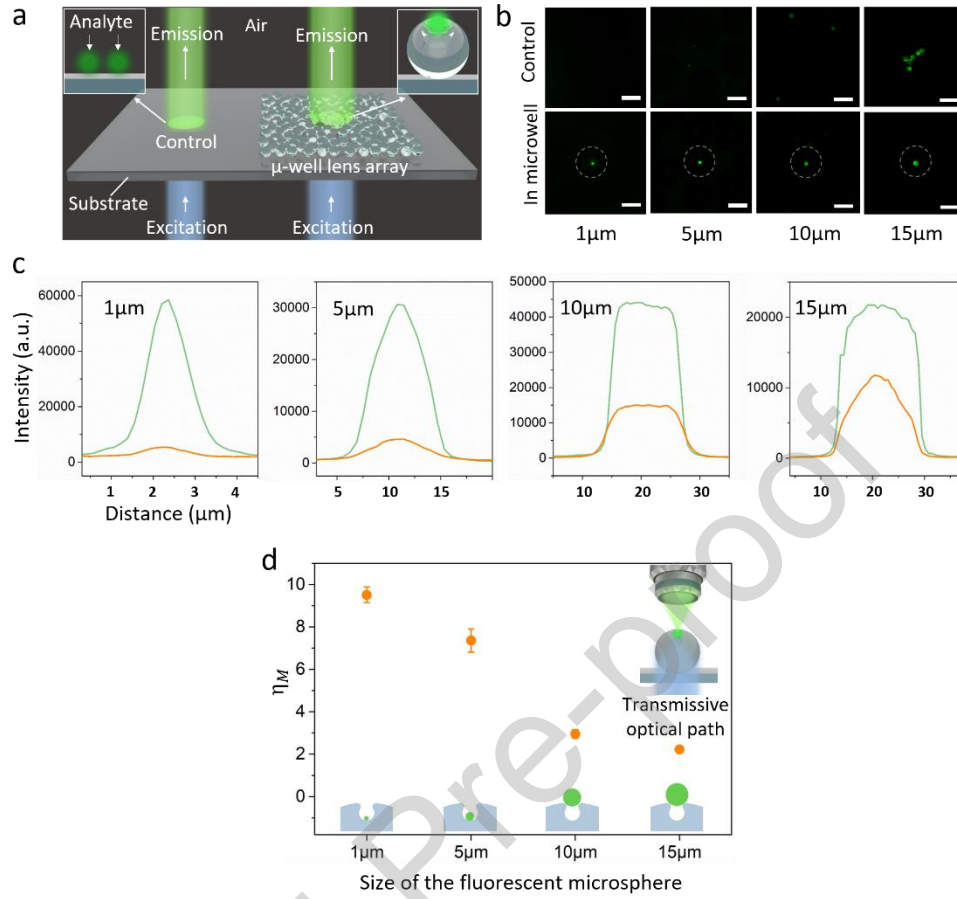 a
Analyte
Emission
Air
Emission
Control
μ-well lens array
Substrate
Excitation
Excitation
b
Control
In microwell
1μm
5μm
10μm
15μm
c
Intensity (a.u.)
60000
40000
20000
0
1μm
1
2
3
4
30000
20000
10000
0
5μm
5
10
15
50000
40000
30000
20000
10000
0
10μm
10
20
30
20000
10000
0
15μm
10
20
30
Distance (μm)
d
10
8
6
4
2
0
ηM
Transmissive
optical path
1μm
5μm
10μm
15μm
Size of the fluorescent microsphere
Pre-proof